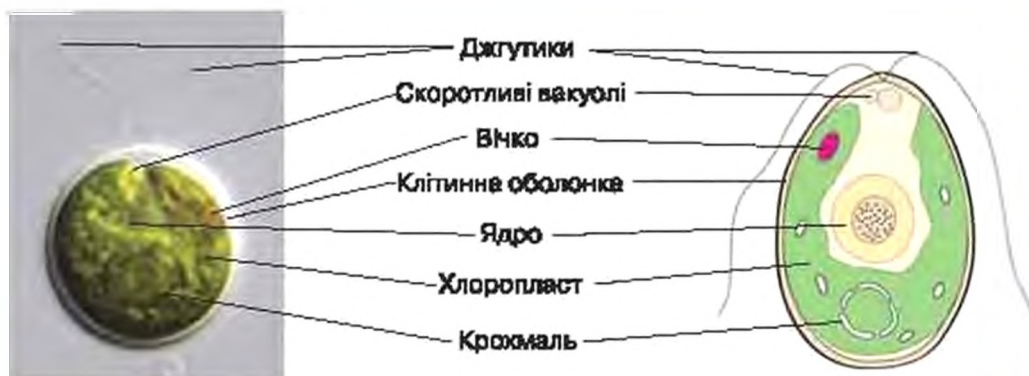 Джгутики
Скоротливі вакуолі
Вічко
Клітинна оболонка
Ядро
Хлоропласт
Крохмаль